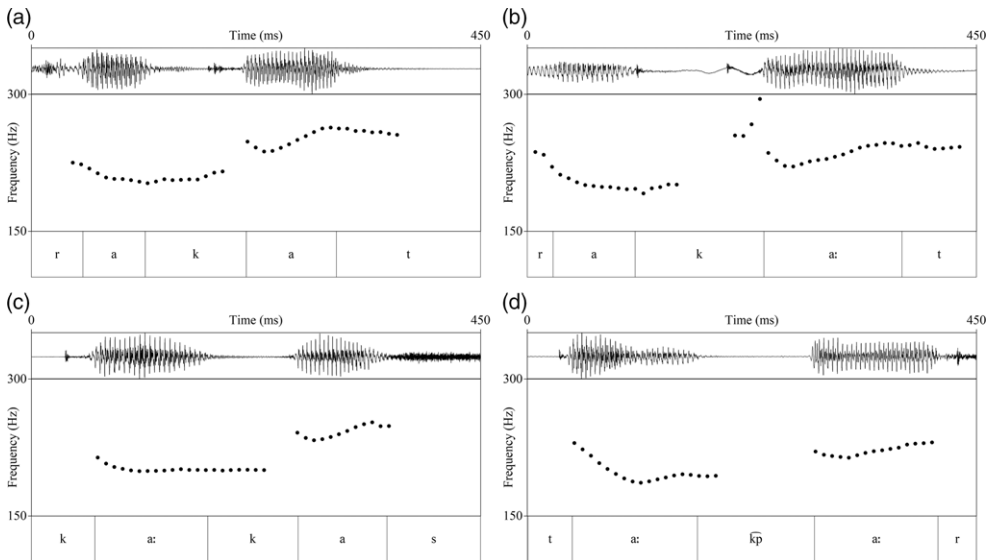 (a)
0 Time (ms) 450
300
Frequency (Hz)
150
r a k a t
(b)
0 Time (ms) 450
300
Frequency (Hz)
150
r a k aː t
(c)
0 Time (ms) 450
300
Frequency (Hz)
150
k aː k a s
(d)
0 Time (ms) 450
300
Frequency (Hz)
150
t aː k͡p aː r